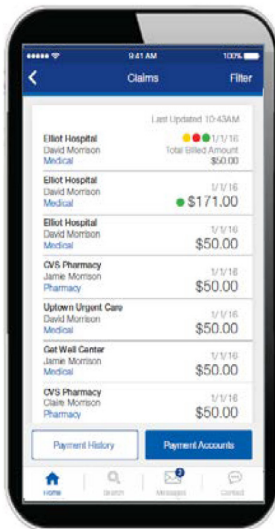 9:41 AM 100%
Claims Filter
Last Updated 10:43AM
Elliot Hospital 1/1/16
David Morrison Total Billed Amount
Medical $50.00
Elliot Hospital
David Morrison 1/1/16
Medical $171.00
Elliot Hospital
David Morrison 1/1/16
Medical $50.00
CVS Pharmacy
Jamie Morrison 1/1/16
Pharmacy $50.00
Uptown Urgent Care
David Morrison 1/1/16
Medical $50.00
Get Well Center
Jamie Morrison 1/1/16
Medical $50.00
CVS Pharmacy
Claire Morrison 1/1/16
Pharmacy $50.00
Payment History Payment Accounts
3
Home Search Messages Contact